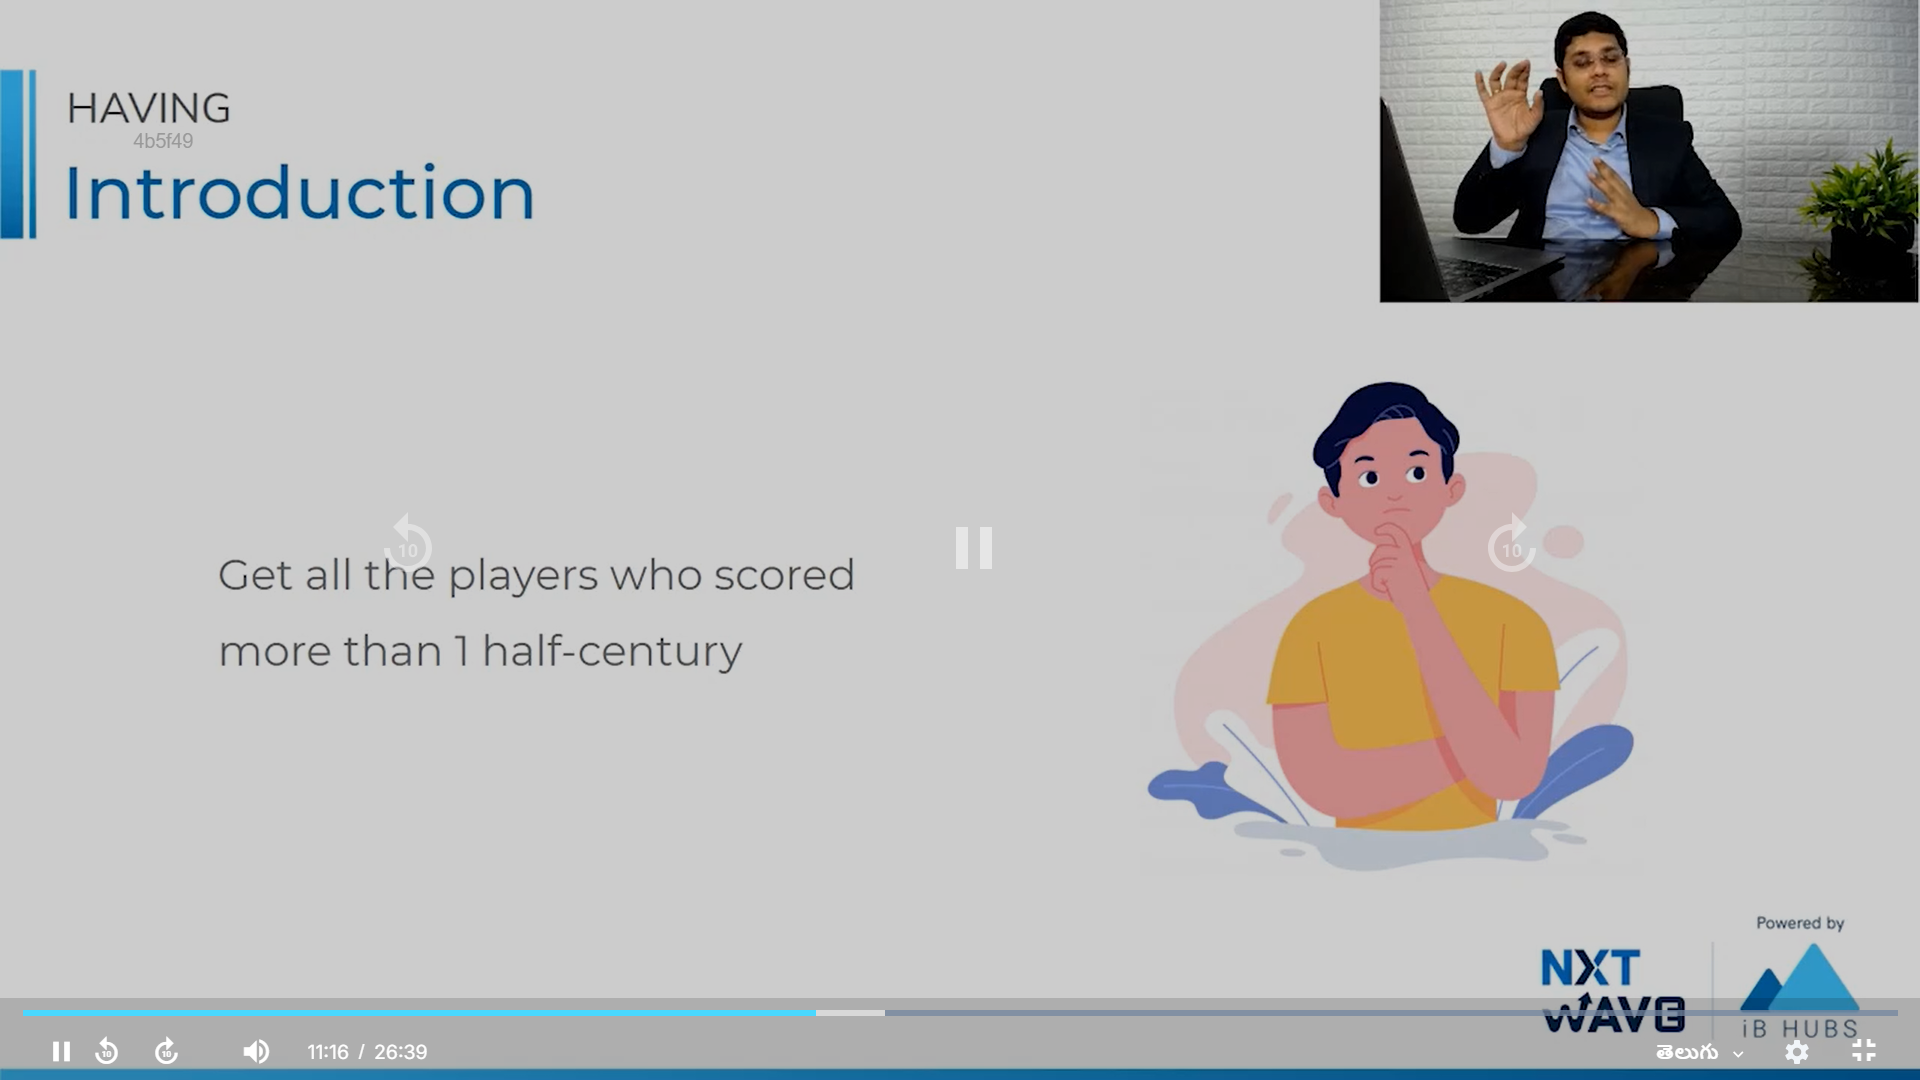 HAVING
4b5f49
Introduction
10
10
Get all the players who scored
more than 1 half-century
Powered by
NXT
WAVE
iB HUBS
10
10
11:16 / 26:39
తెలుగు